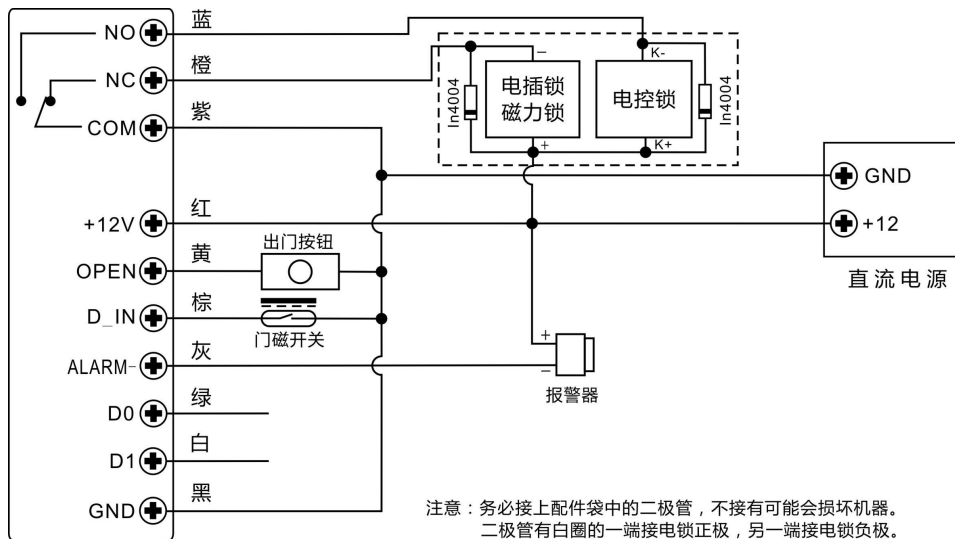 NO
蓝
NC
橙
COM
紫
+12V
红
OPEN
黄
D_IN
棕
ALARM-
灰
D0
绿
D1
白
GND
黑
出门按钮
门磁开关
In4004
−
电插锁
磁力锁
+
K-
电控锁
K+
In4004
GND
+12
直流电源
+
−
报警器
注意：务必接上配件袋中的二极管，不接有可能会损坏机器。
二极管有白圈的一端接电锁正极，另一端接电锁负极。